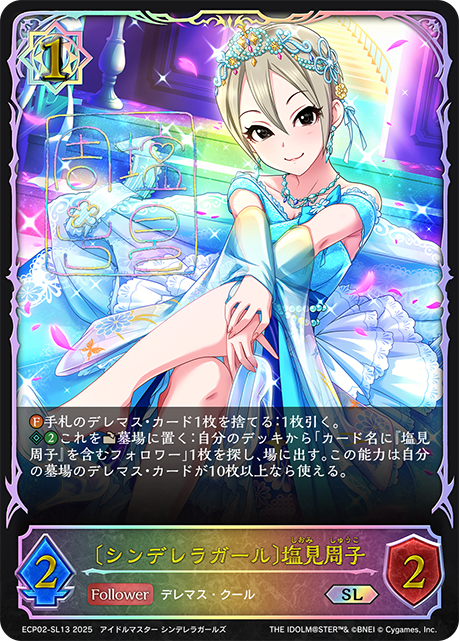 1
塩見
周子
Ⓕ手札のデレマス・カード1枚を捨てる:1枚引く。
②これを墓場に置く:自分のデッキから「カード名に『塩見
周子』を含むフォロワー」1枚を探し、場に出す。この能力は自分
の墓場のデレマス・カードが10枚以上なら使える。
しおみ しゅうこ
〔シンデレラガール〕塩見周子
2
Follower デレマス・クール SL
2
ECP02-SL13 2025 アイドルマスター シンデレラガールズ THE IDOLM@STER™& ©BNEI © Cygames, Inc.